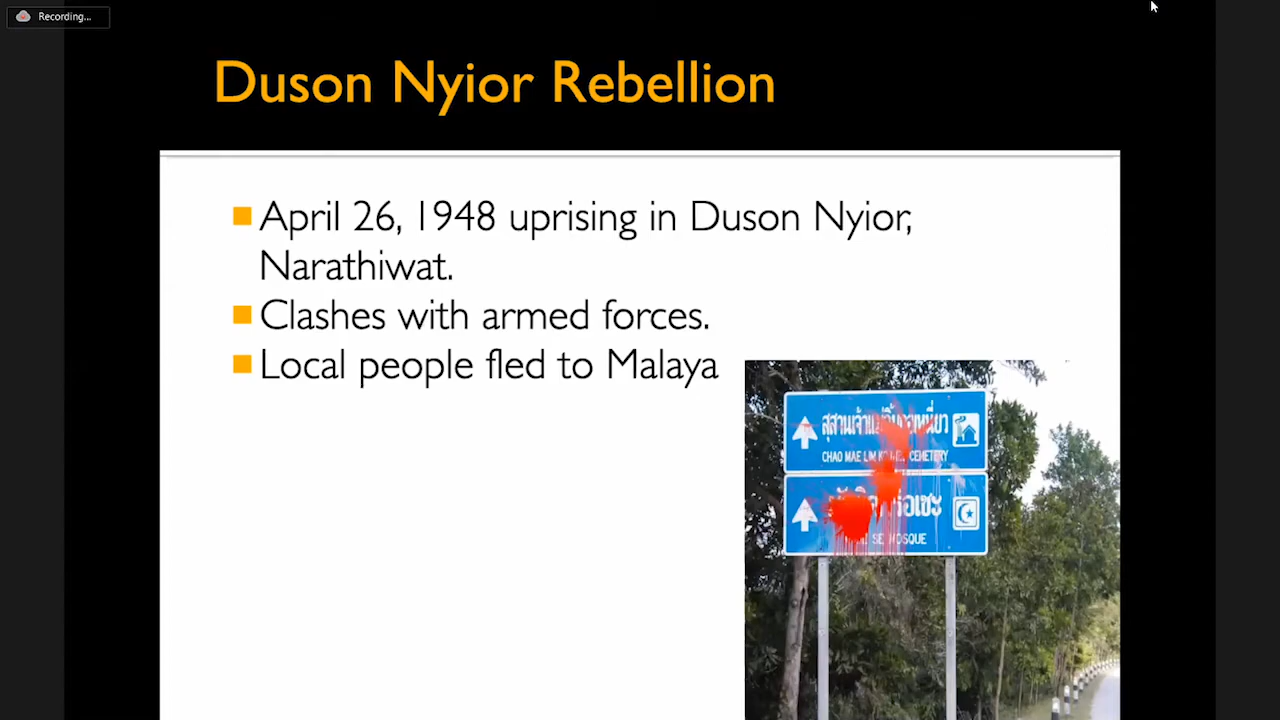 Recording...
Duson Nyior Rebellion
April 26, 1948 uprising in Duson Nyior,
Narathiwat.
Clashes with armed forces.
Local people fled to Malaya
CHAO MAE LIM CEMETERY
SE MOSQUE